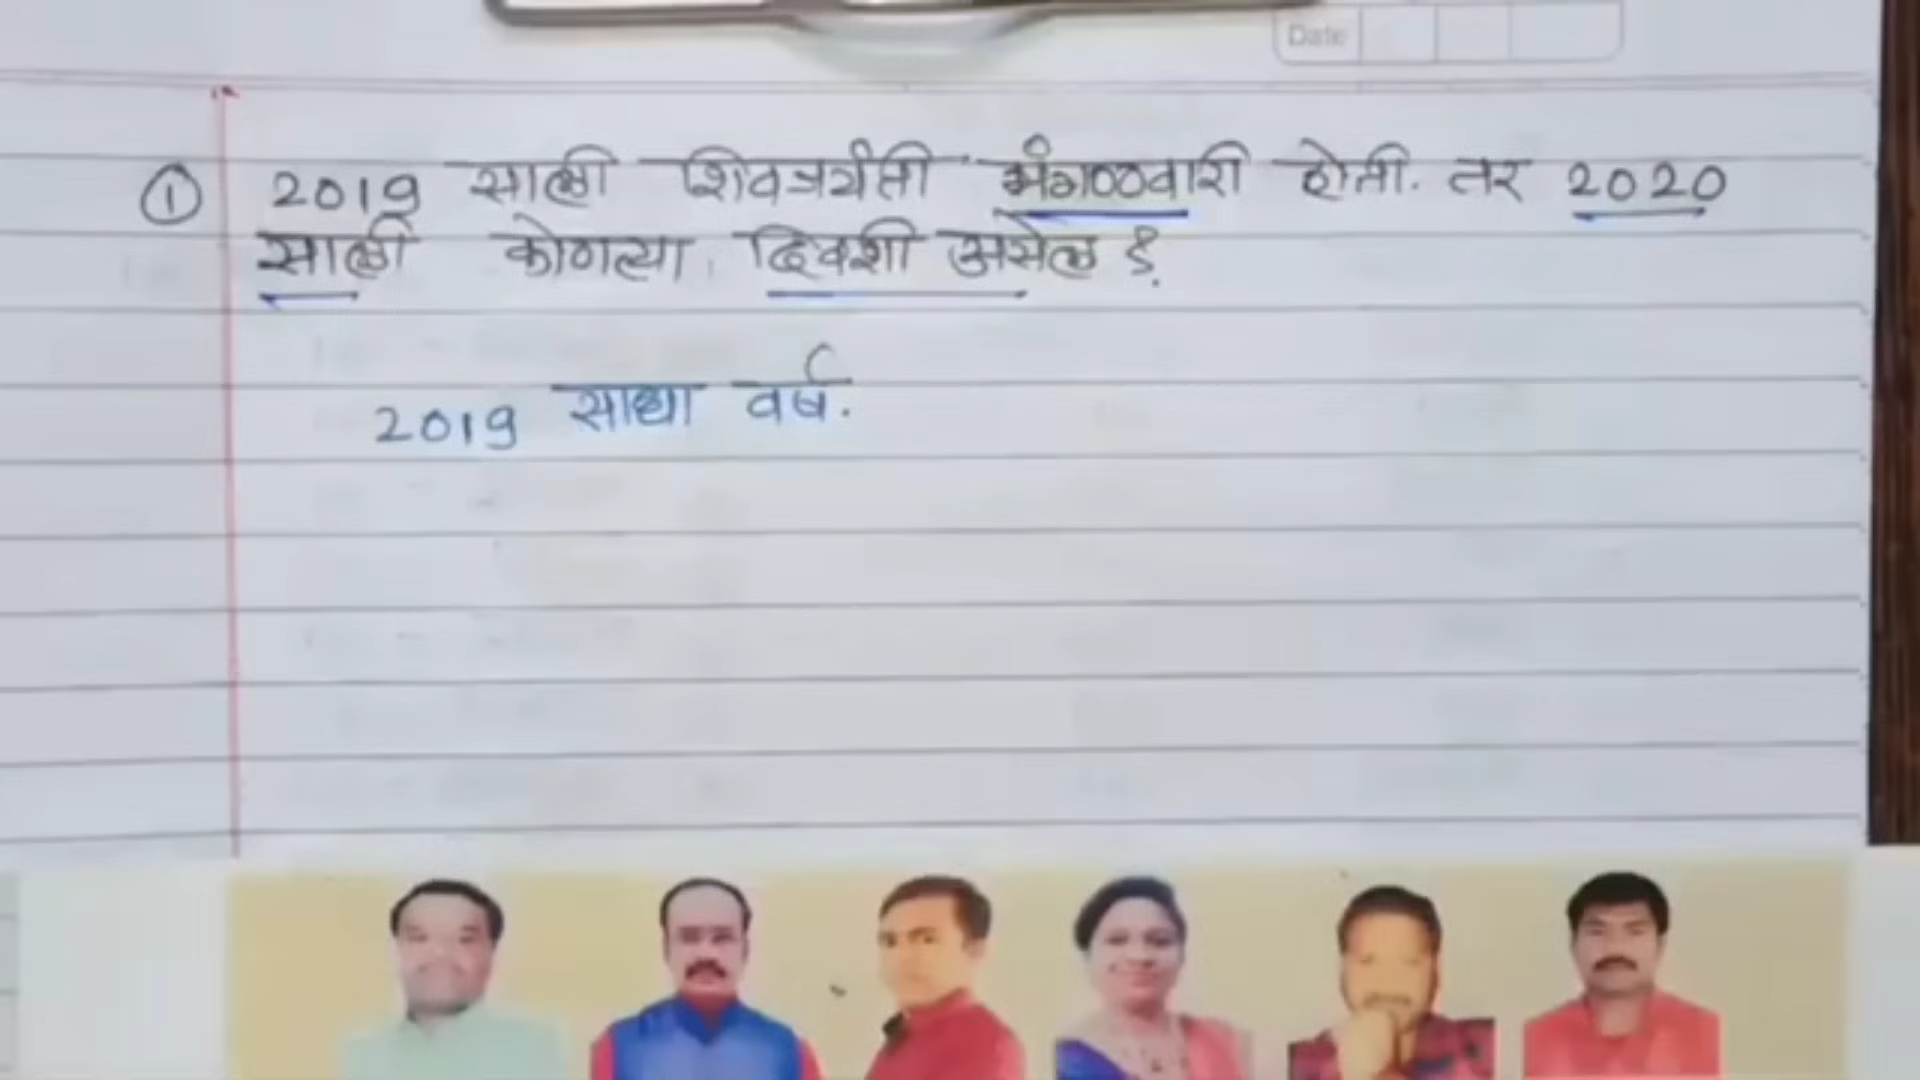 Date
① 2019 साली शिवजयंती मंगळवारी होती. तर 2020
साली कोणत्या दिवशी असेल ?
2019 साधा वर्ष.